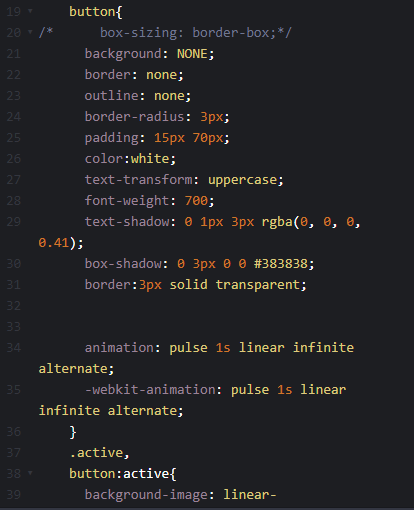 19 button{
20 /* box-sizing: border-box;*/
21 background: NONE;
22 border: none;
23 outline: none;
24 border-radius: 3px;
25 padding: 15px 70px;
26 color:white;
27 text-transform: uppercase;
28 font-weight: 700;
29 text-shadow: 0 1px 3px rgba(0, 0, 0,
0.41);
30 box-shadow: 0 3px 0 0 #383838;
31 border:3px solid transparent;
32
33
34 animation: pulse 1s linear infinite
alternate;
35 -webkit-animation: pulse 1s linear
infinite alternate;
36 }
37 .active,
38 button:active{
39 background-image: linear-